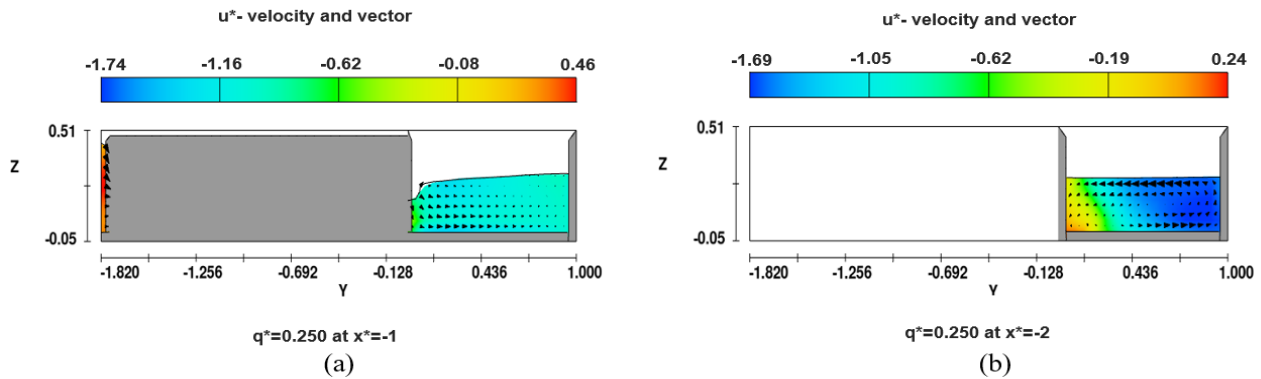 u*- velocity and vector
-1.74 -1.16 -0.62 -0.08 0.46
0.51
Z
-0.05
-1.820 -1.256 -0.692 -0.128 0.436 1.000
Y
q*=0.250 at x*=-1
(a)
u*- velocity and vector
-1.69 -1.05 -0.62 -0.19 0.24
0.51
Z
-0.05
-1.820 -1.256 -0.692 -0.128 0.436 1.000
Y
q*=0.250 at x*=-2
(b)